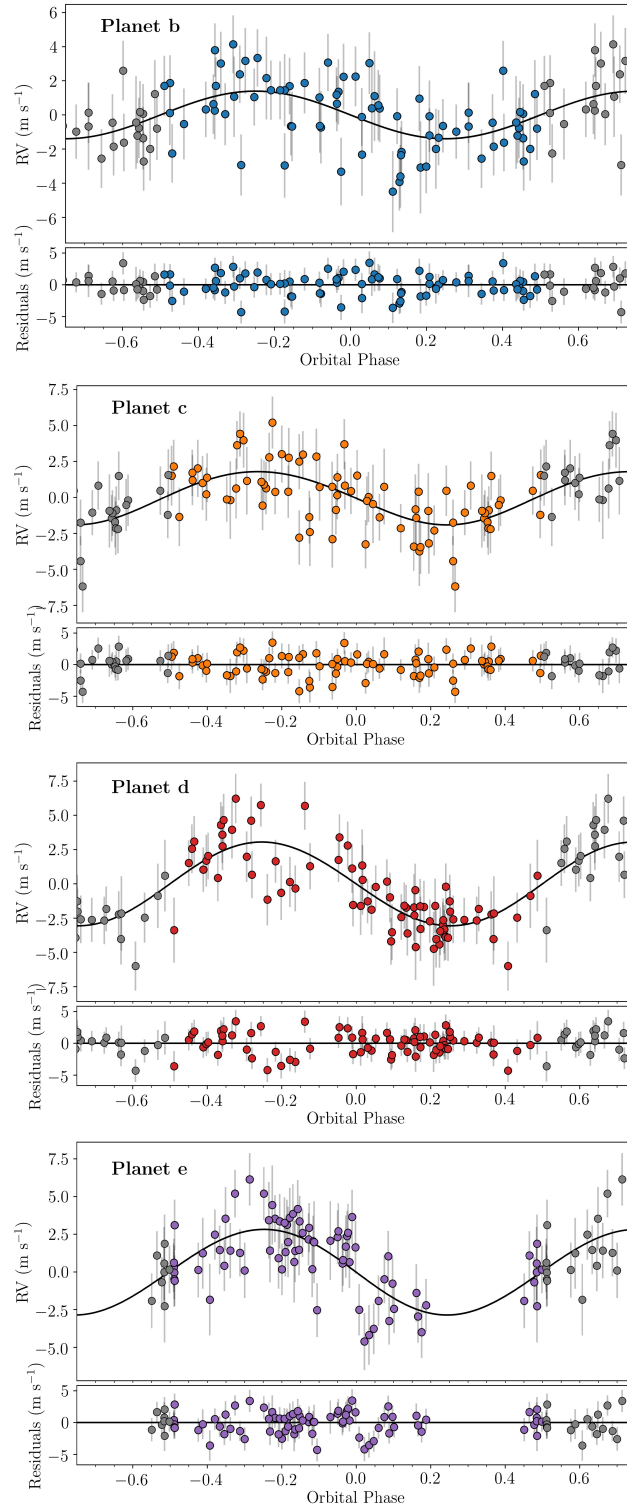 Planet b
6
4
2
0
−2
−4
−6
RV (m s⁻¹)
5
0
−5
Residuals (m s⁻¹)
−0.6 −0.4 −0.2 0.0 0.2 0.4 0.6
Orbital Phase
Planet c
7.5
5.0
2.5
0.0
−2.5
−5.0
−7.5
RV (m s⁻¹)
5
0
−5
Residuals (m s⁻¹)
−0.6 −0.4 −0.2 0.0 0.2 0.4 0.6
Orbital Phase
Planet d
7.5
5.0
2.5
0.0
−2.5
−5.0
−7.5
RV (m s⁻¹)
5
0
−5
Residuals (m s⁻¹)
−0.6 −0.4 −0.2 0.0 0.2 0.4 0.6
Orbital Phase
Planet e
7.5
5.0
2.5
0.0
−2.5
−5.0
RV (m s⁻¹)
5
0
−5
Residuals (m s⁻¹)
−0.6 −0.4 −0.2 0.0 0.2 0.4 0.6
Orbital Phase